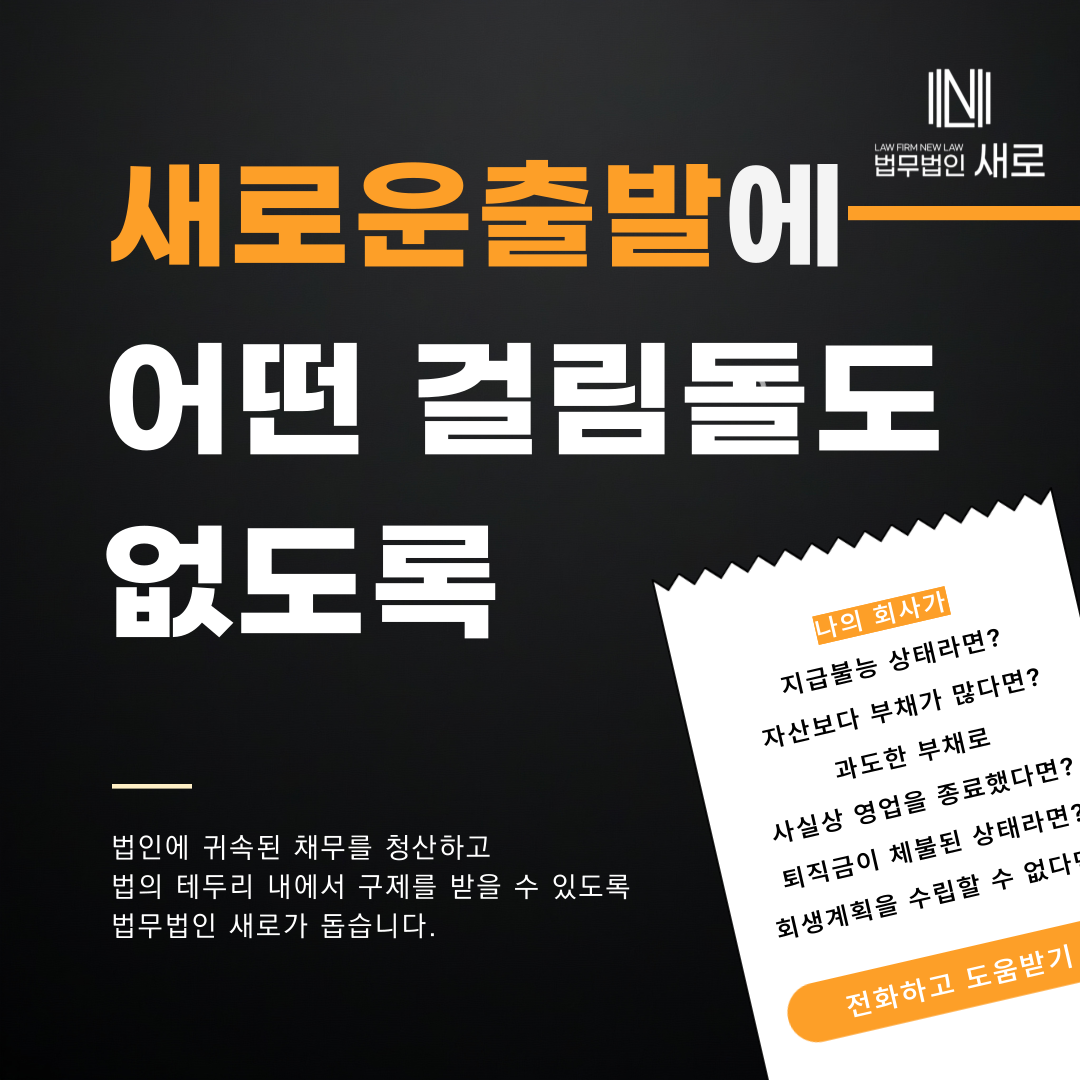 LAW FIRM NEW LAW
법무법인 새로
새로운출발에
어떤 걸림돌도
없도록
법인에 귀속된 채무를 청산하고
법의 테두리 내에서 구제를 받을 수 있도록
법무법인 새로가 돕습니다.
나의 회사가
지급불능 상태라면?
자산보다 부채가 많다면?
과도한 부채로
사실상 영업을 종료했다면?
퇴직금이 체불된 상태라면?
회생계획을 수립할 수 없다
전화하고 도움받기